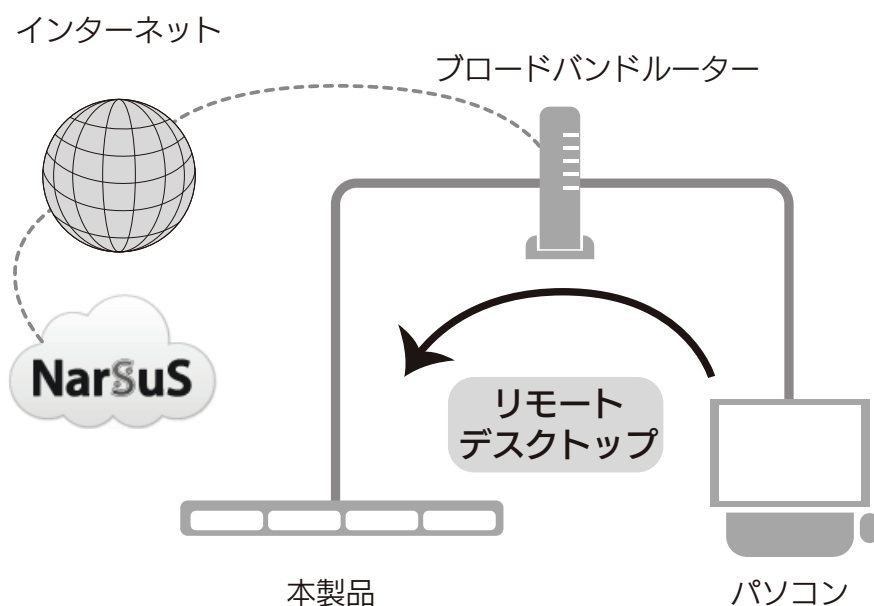 インターネット
ブロードバンドルーター
NarSuS
リモート
デスクトップ
本製品
パソコン